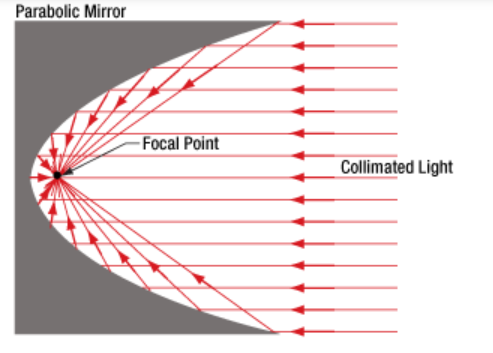 Parabolic Mirror
Focal Point
Collimated Light